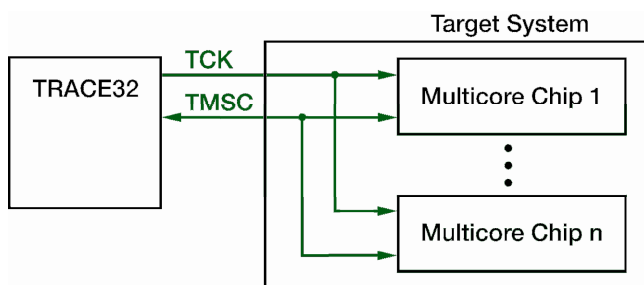 Target System
TCK
TRACE32
Multicore Chip 1
TMSC
Multicore Chip n